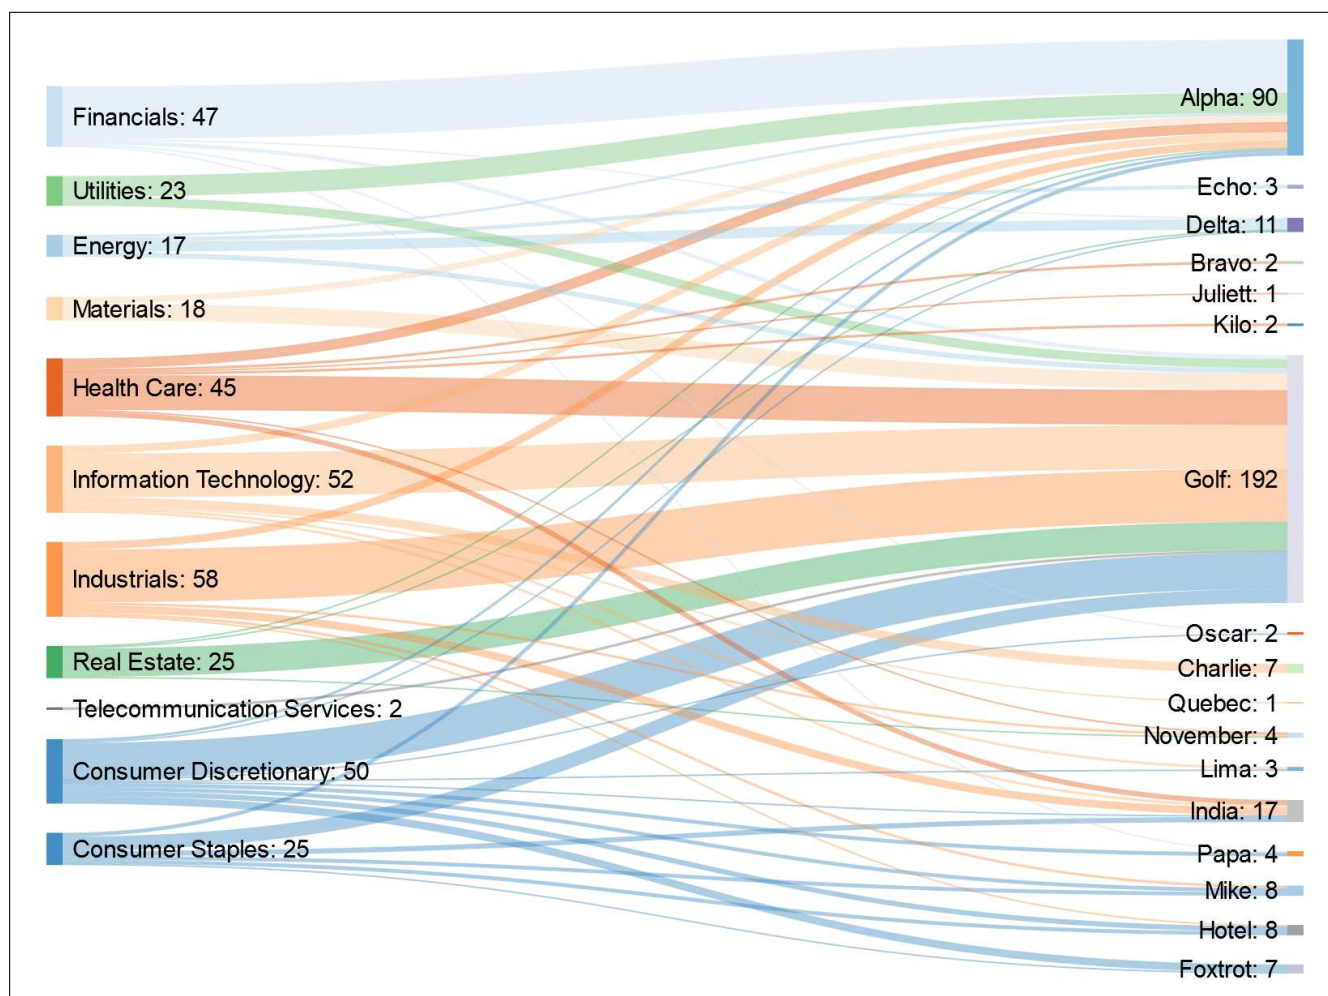 Financials: 47
Utilities: 23
Energy: 17
Materials: 18
Health Care: 45
Information Technology: 52
Industrials: 58
Real Estate: 25
Telecommunication Services: 2
Consumer Discretionary: 50
Consumer Staples: 25
Alpha: 90
Echo: 3
Delta: 11
Bravo: 2
Juliett: 1
Kilo: 2
Golf: 192
Oscar: 2
Charlie: 7
Quebec: 1
November: 4
Lima: 3
India: 17
Papa: 4
Mike: 8
Hotel: 8
Foxtrot: 7